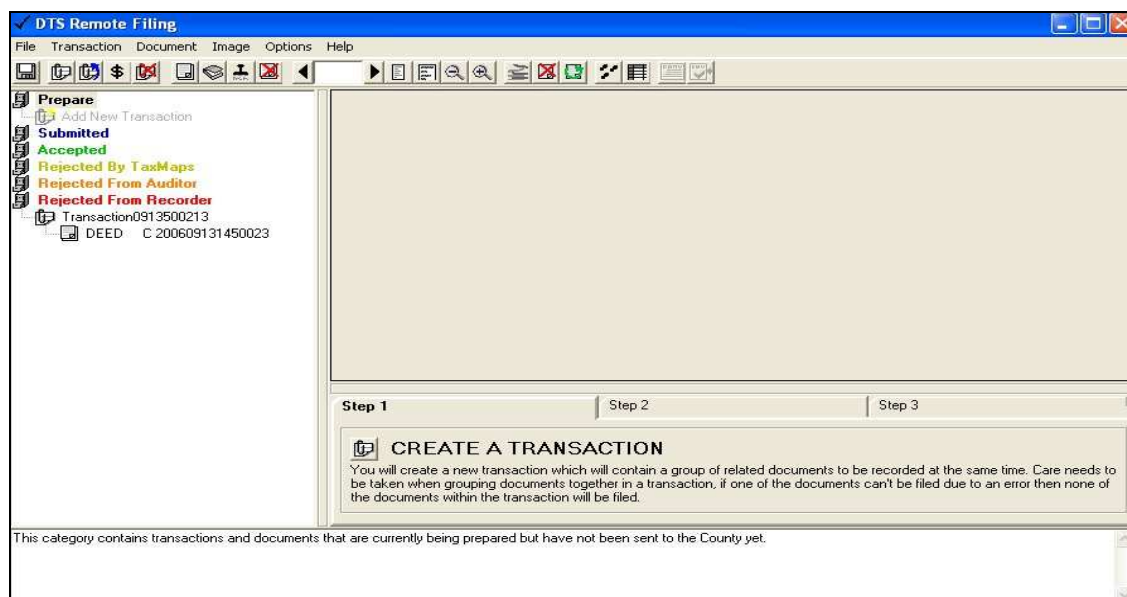 DTS Remote Filing
File Transaction Document Image Options Help
Prepare
Add New Transaction
Submitted
Accepted
Rejected By TaxMaps
Rejected From Auditor
Rejected From Recorder
Transaction0913500213
DEED C 200609131450023
Step 1 Step 2 Step 3
CREATE A TRANSACTION
You will create a new transaction which will contain a group of related documents to be recorded at the same time. Care needs to
be taken when grouping documents together in a transaction, if one of the documents can't be filed due to an error then none of
the documents within the transaction will be filed.
This category contains transactions and documents that are currently being prepared but have not been sent to the County yet.